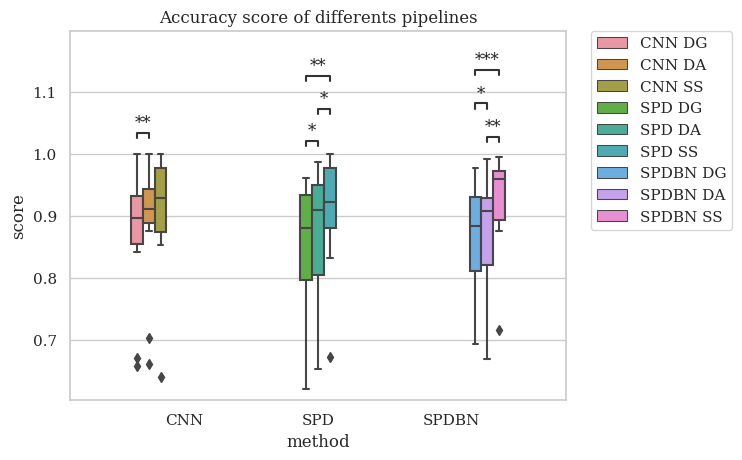 Accuracy score of differents pipelines
score
1.1
1.0
0.9
0.8
0.7
**
*
**
*
**
*
***
CNN
SPD
SPDBN
method
CNN DG
CNN DA
CNN SS
SPD DG
SPD DA
SPD SS
SPDBN DG
SPDBN DA
SPDBN SS